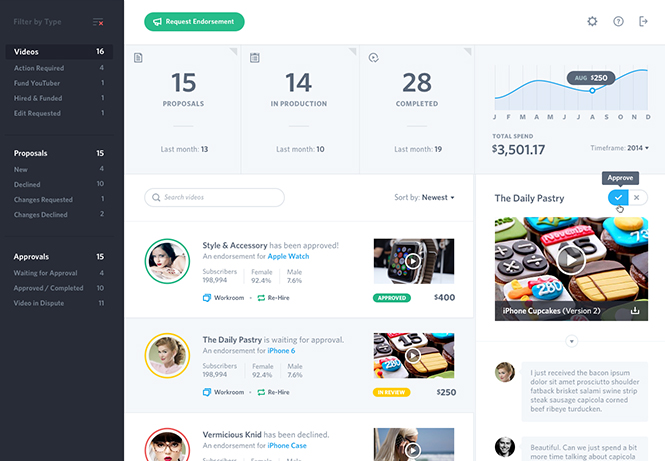 Filter by Type
Videos 16
Action Required 4
Fund YouTuber 1
Hired & Funded 1
Edit Requested 1
Proposals 15
New 4
Declined 10
Changes Requested 1
Changes Declined 2
Approvals 15
Waiting for Approval 4
Approved / Completed 10
Video in Dispute 11
Request Endorsement
15
PROPOSALS
Last month: 13
14
IN PRODUCTION
Last month: 10
28
COMPLETED
Last month: 19
AUG $250
J F M A M J J A S O N D
TOTAL SPEND
$3,501.17
Timeframe: 2014
Search videos
Sort by: Newest
Style & Accessory has been approved!
An endorsement for Apple Watch
Subscribers Female Male
198,994 92.4% 7.6%
Workroom • Re-Hire
APPROVED $400
The Daily Pastry is waiting for approval.
An endorsement for iPhone 6
Subscribers Female Male
198,994 92.4% 7.6%
Workroom • Re-Hire
280
IN REVIEW $250
Vermicious Knid has been declined.
An endorsement for iPhone Case
Subscribers Female Male
Approve
The Daily Pastry
280
iPhone Cupcakes (Version 2)
I just received the bacon ipsum
dolor sit amet prosciutto shoulder
fatback brisket salami swine strip
steak sausage capicola corned
beef ribeye turducken.
Beautiful. Can we just spend a bit
more time talking about capicola